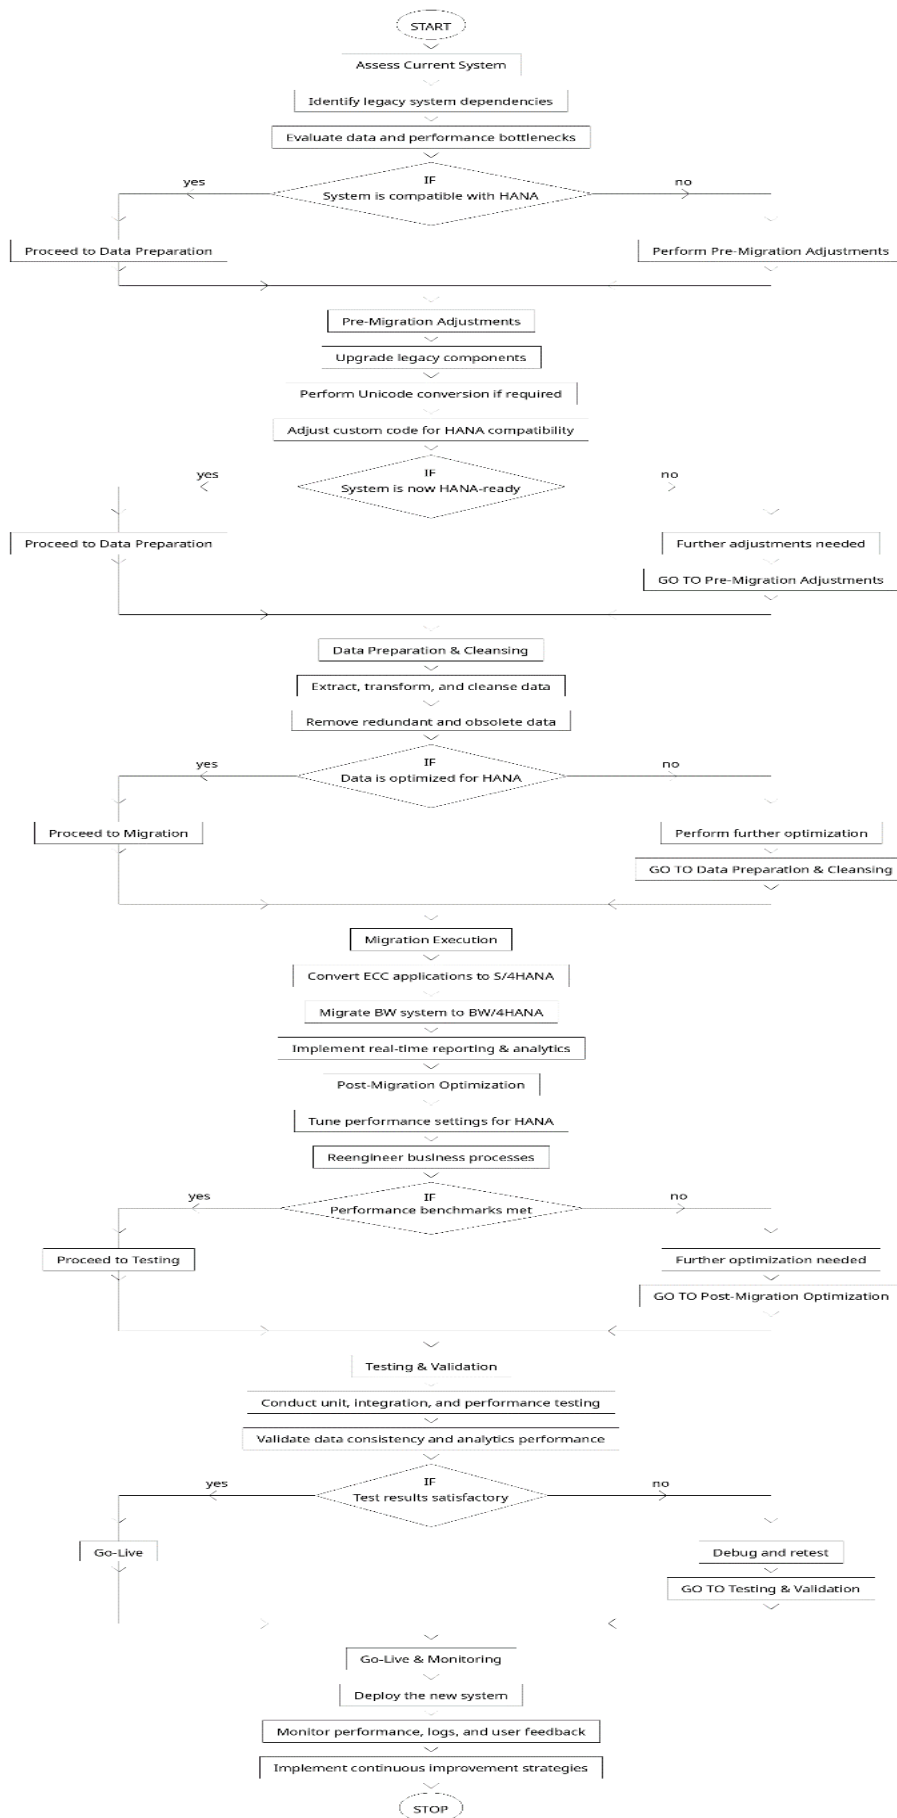 START
Assess Current System
Identify legacy system dependencies
Evaluate data and performance bottlenecks
IF
System is compatible with HANA
yes
no
Proceed to Data Preparation
Perform Pre-Migration Adjustments
Pre-Migration Adjustments
Upgrade legacy components
Perform Unicode conversion if required
Adjust custom code for HANA compatibility
IF
System is now HANA-ready
yes
no
Proceed to Data Preparation
Further adjustments needed
GO TO Pre-Migration Adjustments
Data Preparation & Cleansing
Extract, transform, and cleanse data
Remove redundant and obsolete data
IF
Data is optimized for HANA
yes
no
Proceed to Migration
Perform further optimization
GO TO Data Preparation & Cleansing
Migration Execution
Convert ECC applications to S/4HANA
Migrate BW system to BW/4HANA
Implement real-time reporting & analytics
Post-Migration Optimization
Tune performance settings for HANA
Reengineer business processes
IF
Performance benchmarks met
yes
no
Proceed to Testing
Further optimization needed
GO TO Post-Migration Optimization
Testing & Validation
Conduct unit, integration, and performance testing
Validate data consistency and analytics performance
IF
Test results satisfactory
yes
no
Go-Live
Debug and retest
GO TO Testing & Validation
Go-Live & Monitoring
Deploy the new system
Monitor performance, logs, and user feedback
Implement continuous improvement strategies
STOP